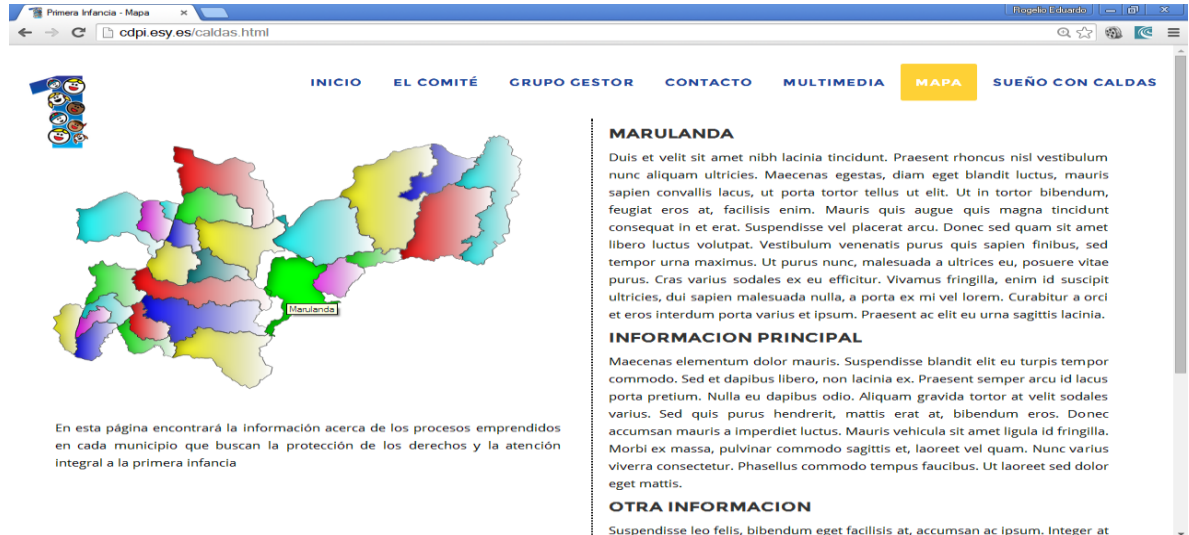 Primera Infancia - Mapa
Rogelio Eduardo
cdpi.esy.es/caldas.html
INICIO EL COMITÉ GRUPO GESTOR CONTACTO MULTIMEDIA MAPA SUEÑO CON CALDAS
Marulanda
En esta página encontrará la información acerca de los procesos emprendidos
en cada municipio que buscan la protección de los derechos y la atención
integral a la primera infancia
MARULANDA
Duis et velit sit amet nibh lacinia tincidunt. Praesent rhoncus nisl vestibulum
nunc aliquam ultricies. Maecenas egestas, diam eget blandit luctus, mauris
sapien convallis lacus, ut porta tortor tellus ut elit. Ut in tortor bibendum,
feugiat eros at, facilisis enim. Mauris quis augue quis magna tincidunt
consequat in et erat. Suspendisse vel placerat arcu. Donec sed quam sit amet
libero luctus volutpat. Vestibulum venenatis purus quis sapien finibus, sed
tempor urna maximus. Ut purus nunc, malesuada a ultrices eu, posuere vitae
purus. Cras varius sodales ex eu efficitur. Vivamus fringilla, enim id suscipit
ultricies, dui sapien malesuada nulla, a porta ex mi vel lorem. Curabitur a orci
et eros interdum porta varius et ipsum. Praesent ac elit eu urna sagittis lacinia.
INFORMACION PRINCIPAL
Maecenas elementum dolor mauris. Suspendisse blandit elit eu turpis tempor
commodo. Sed et dapibus libero, non lacinia ex. Praesent semper arcu id lacus
porta pretium. Nulla eu dapibus odio. Aliquam gravida tortor at velit sodales
varius. Sed quis purus hendrerit, mattis erat at, bibendum eros. Donec
accumsan mauris a imperdiet luctus. Mauris vehicula sit amet ligula id fringilla.
Morbi ex massa, pulvinar commodo sagittis et, laoreet vel quam. Nunc varius
viverra consectetur. Phasellus commodo tempus faucibus. Ut laoreet sed dolor
eget mattis.
OTRA INFORMACION
Suspendisse leo felis, bibendum eget facilisis at, accumsan ac ipsum. Integer at